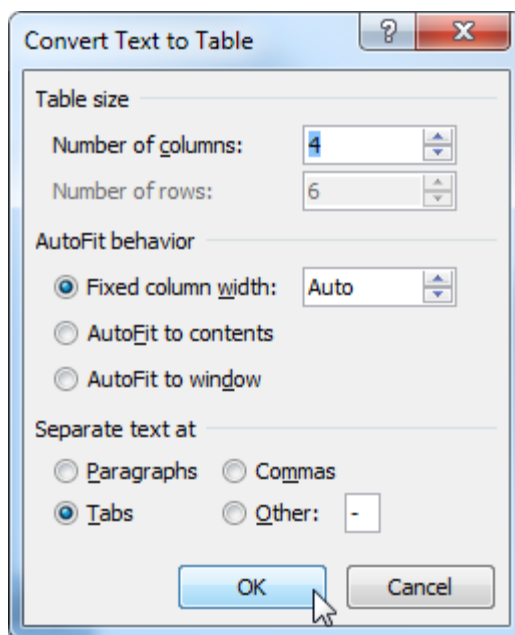 Convert Text to Table
Table size
Number of columns: 4
Number of rows: 6
AutoFit behavior
Fixed column width: Auto
AutoFit to contents
AutoFit to window
Separate text at
Paragraphs Commas
Tabs Other: -
OK Cancel